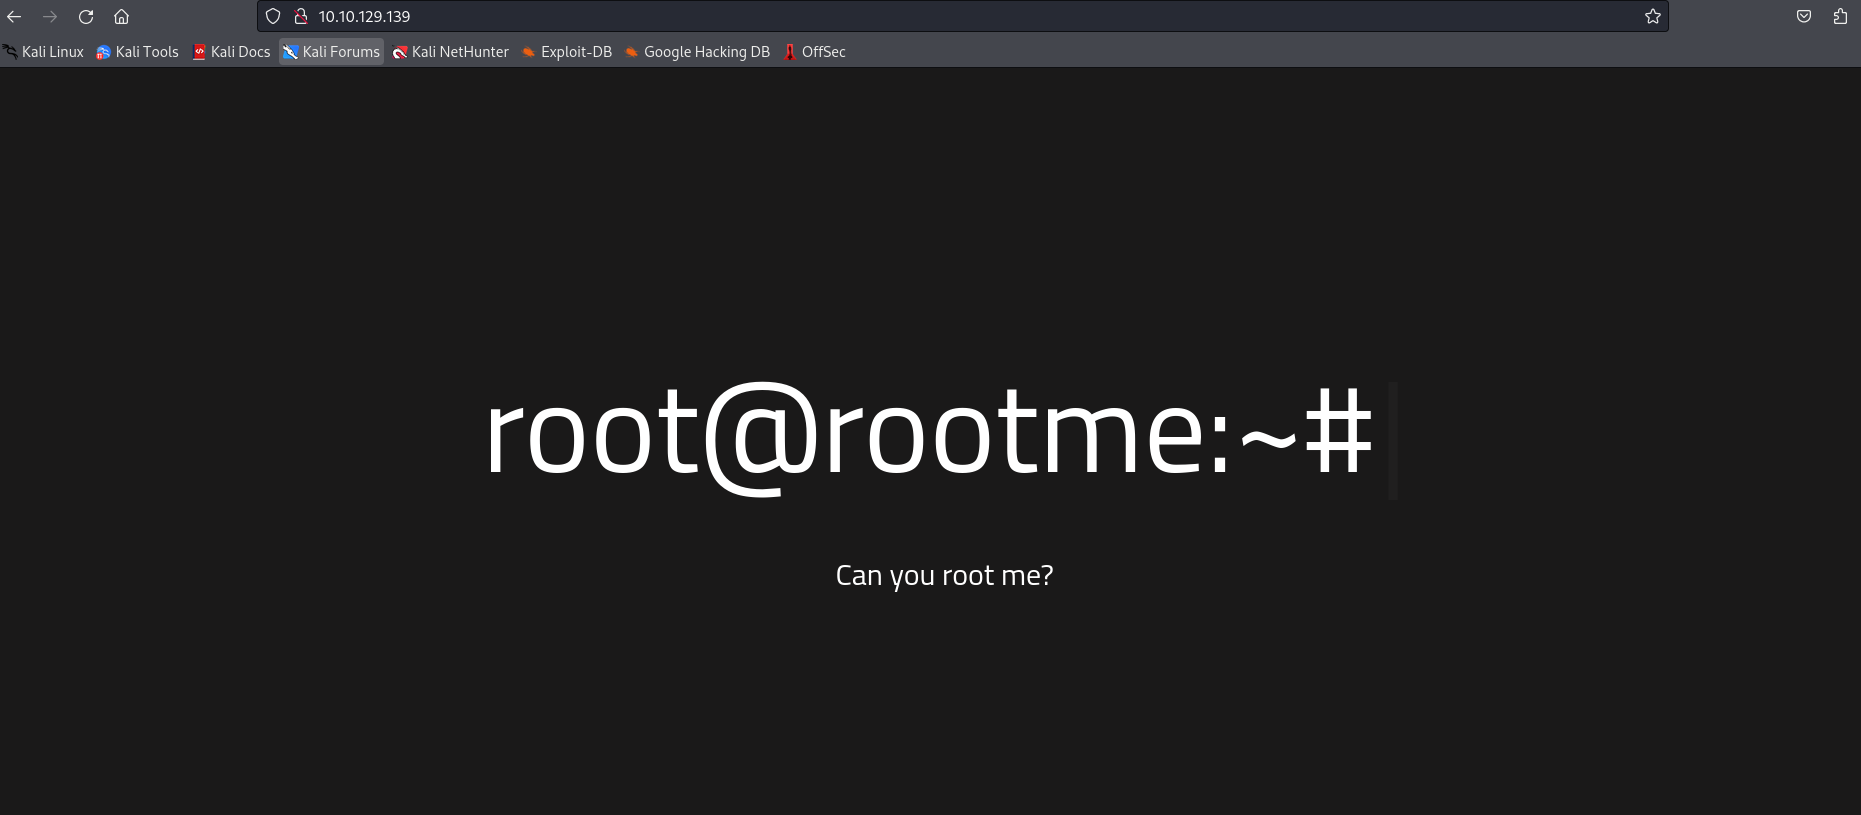 10.10.129.139
Kali Linux Kali Tools Kali Docs Kali Forums Kali NetHunter Exploit-DB Google Hacking DB OffSec
root@rootme:~#
Can you root me?